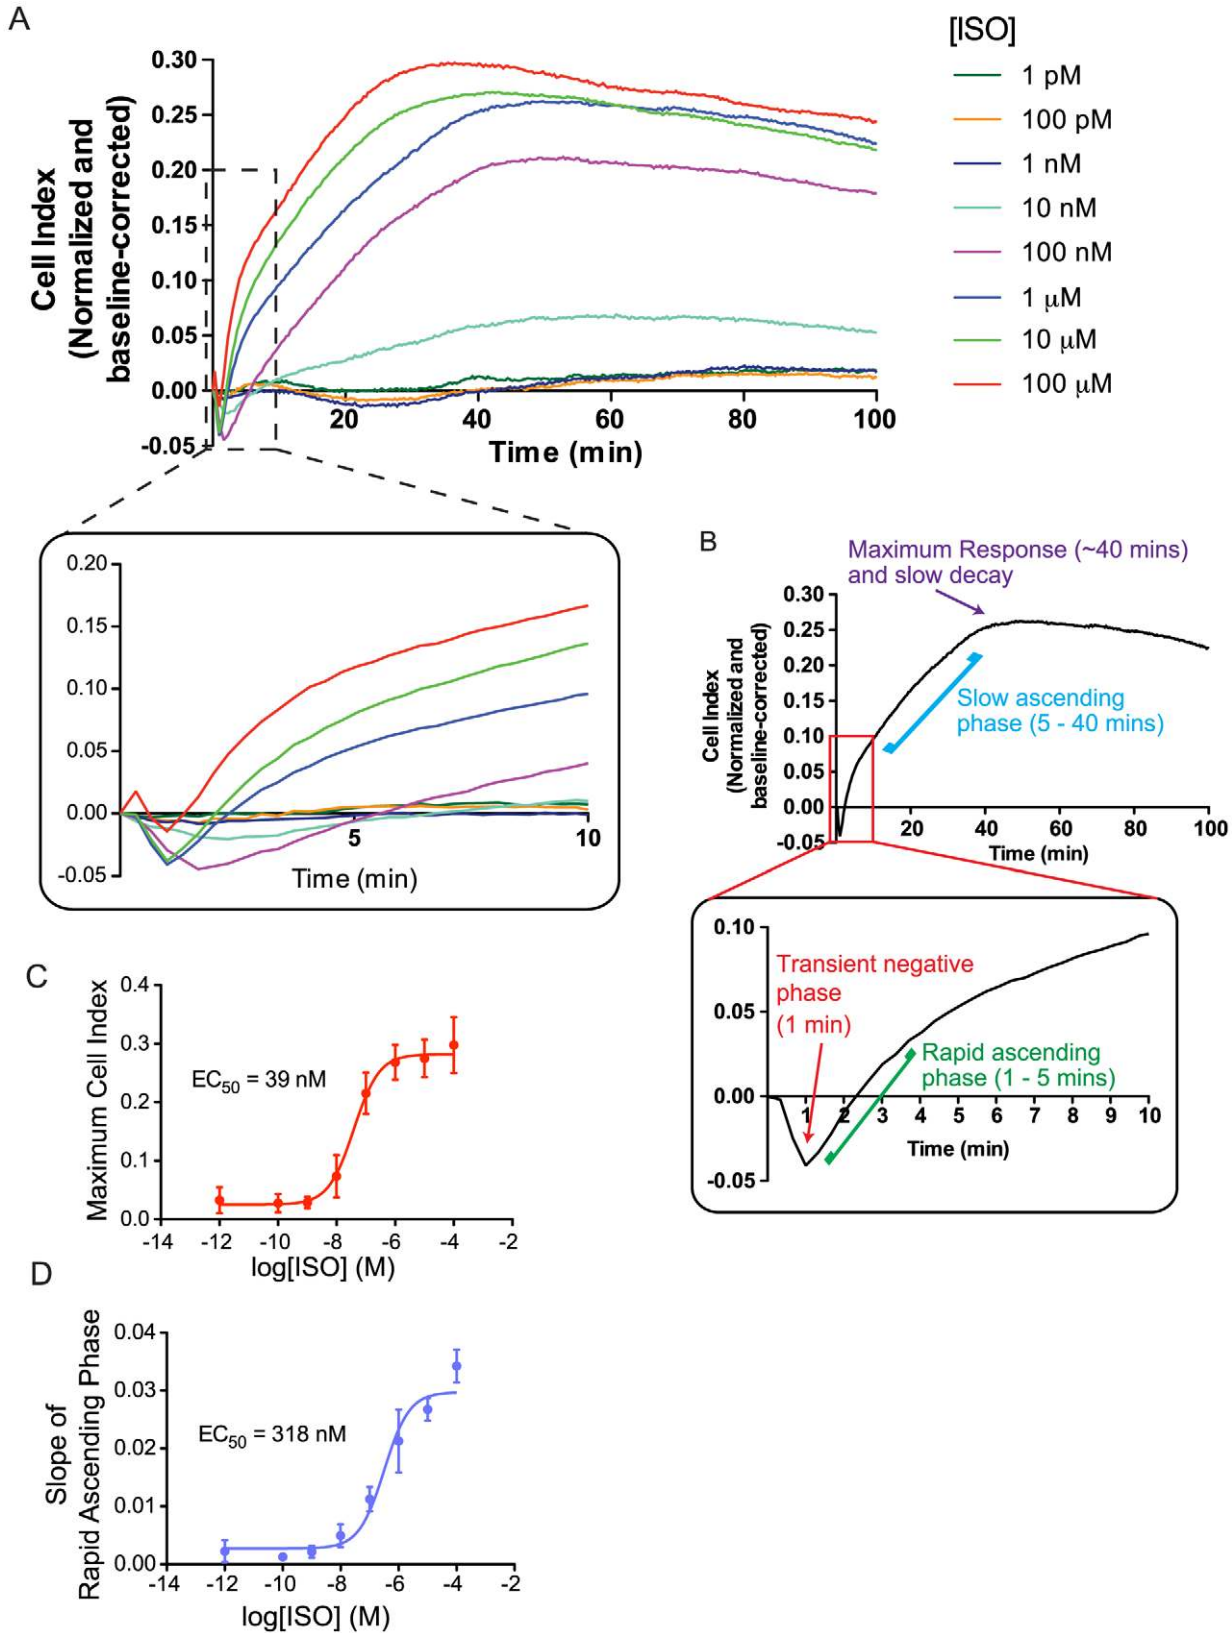 A
[ISO]
1 pM
100 pM
1 nM
10 nM
100 nM
1 µM
10 µM
100 µM
Cell Index
(Normalized and
baseline-corrected)
0.30
0.25
0.20
0.15
0.10
0.05
0.00
-0.05
20 40 60 80 100
Time (min)
0.20
0.15
0.10
0.05
0.00
-0.05
5 10
Time (min)
B
Maximum Response (~40 mins)
and slow decay
Cell Index
(Normalized and
baseline-corrected)
0.30
0.25
0.20
0.15
0.10
0.05
0.00
-0.05
Slow ascending
phase (5 - 40 mins)
20 40 60 80 100
Time (min)
0.10
0.05
0.00
-0.05
Transient negative
phase
(1 min)
Rapid ascending
phase (1 - 5 mins)
1 2 3 4 5 6 7 8 9 10
Time (min)
C
Maximum Cell Index
0.4
0.3
0.2
0.1
0.0
EC50 = 39 nM
-14 -12 -10 -8 -6 -4 -2
log[ISO] (M)
D
Slope of
Rapid Ascending Phase
0.04
0.03
0.02
0.01
0.00
EC50 = 318 nM
-14 -12 -10 -8 -6 -4 -2
log[ISO] (M)